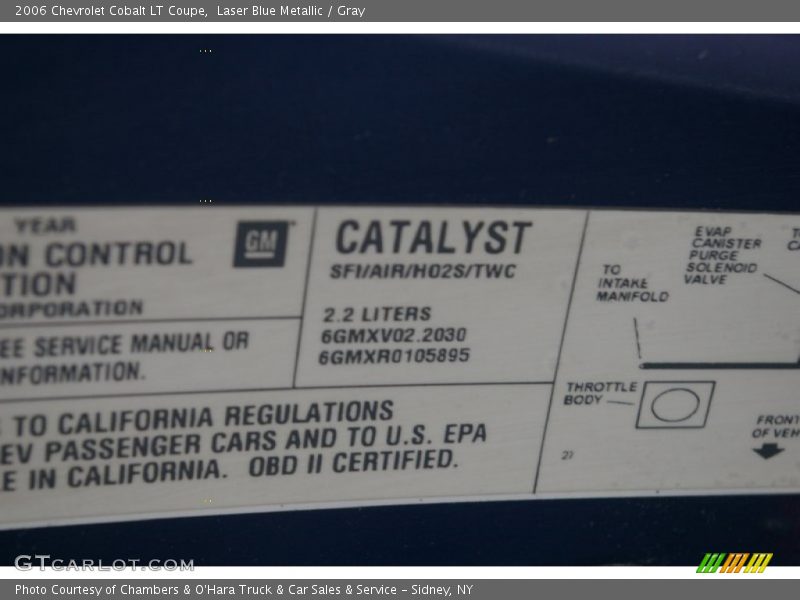 2006 Chevrolet Cobalt LT Coupe,  Laser Blue Metallic / Gray
YEAR
ON CONTROL
TION
ORPORATION
GM
EE SERVICE MANUAL OR
NFORMATION.
CATALYST
SFI/AIR/HO2S/TWC
2.2 LITERS
6GMXV02.2030
6GMXR0105895
TO CALIFORNIA REGULATIONS
EV PASSENGER CARS AND TO U.S. EPA
E IN CALIFORNIA.  OBD II CERTIFIED.
TO
INTAKE
MANIFOLD
EVAP
CANISTER
PURGE
SOLENOID
VALVE
THROTTLE
BODY
FRONT
OF VEH
GTCARLOT.COM
Photo Courtesy of Chambers & O'Hara Truck & Car Sales & Service – Sidney, NY